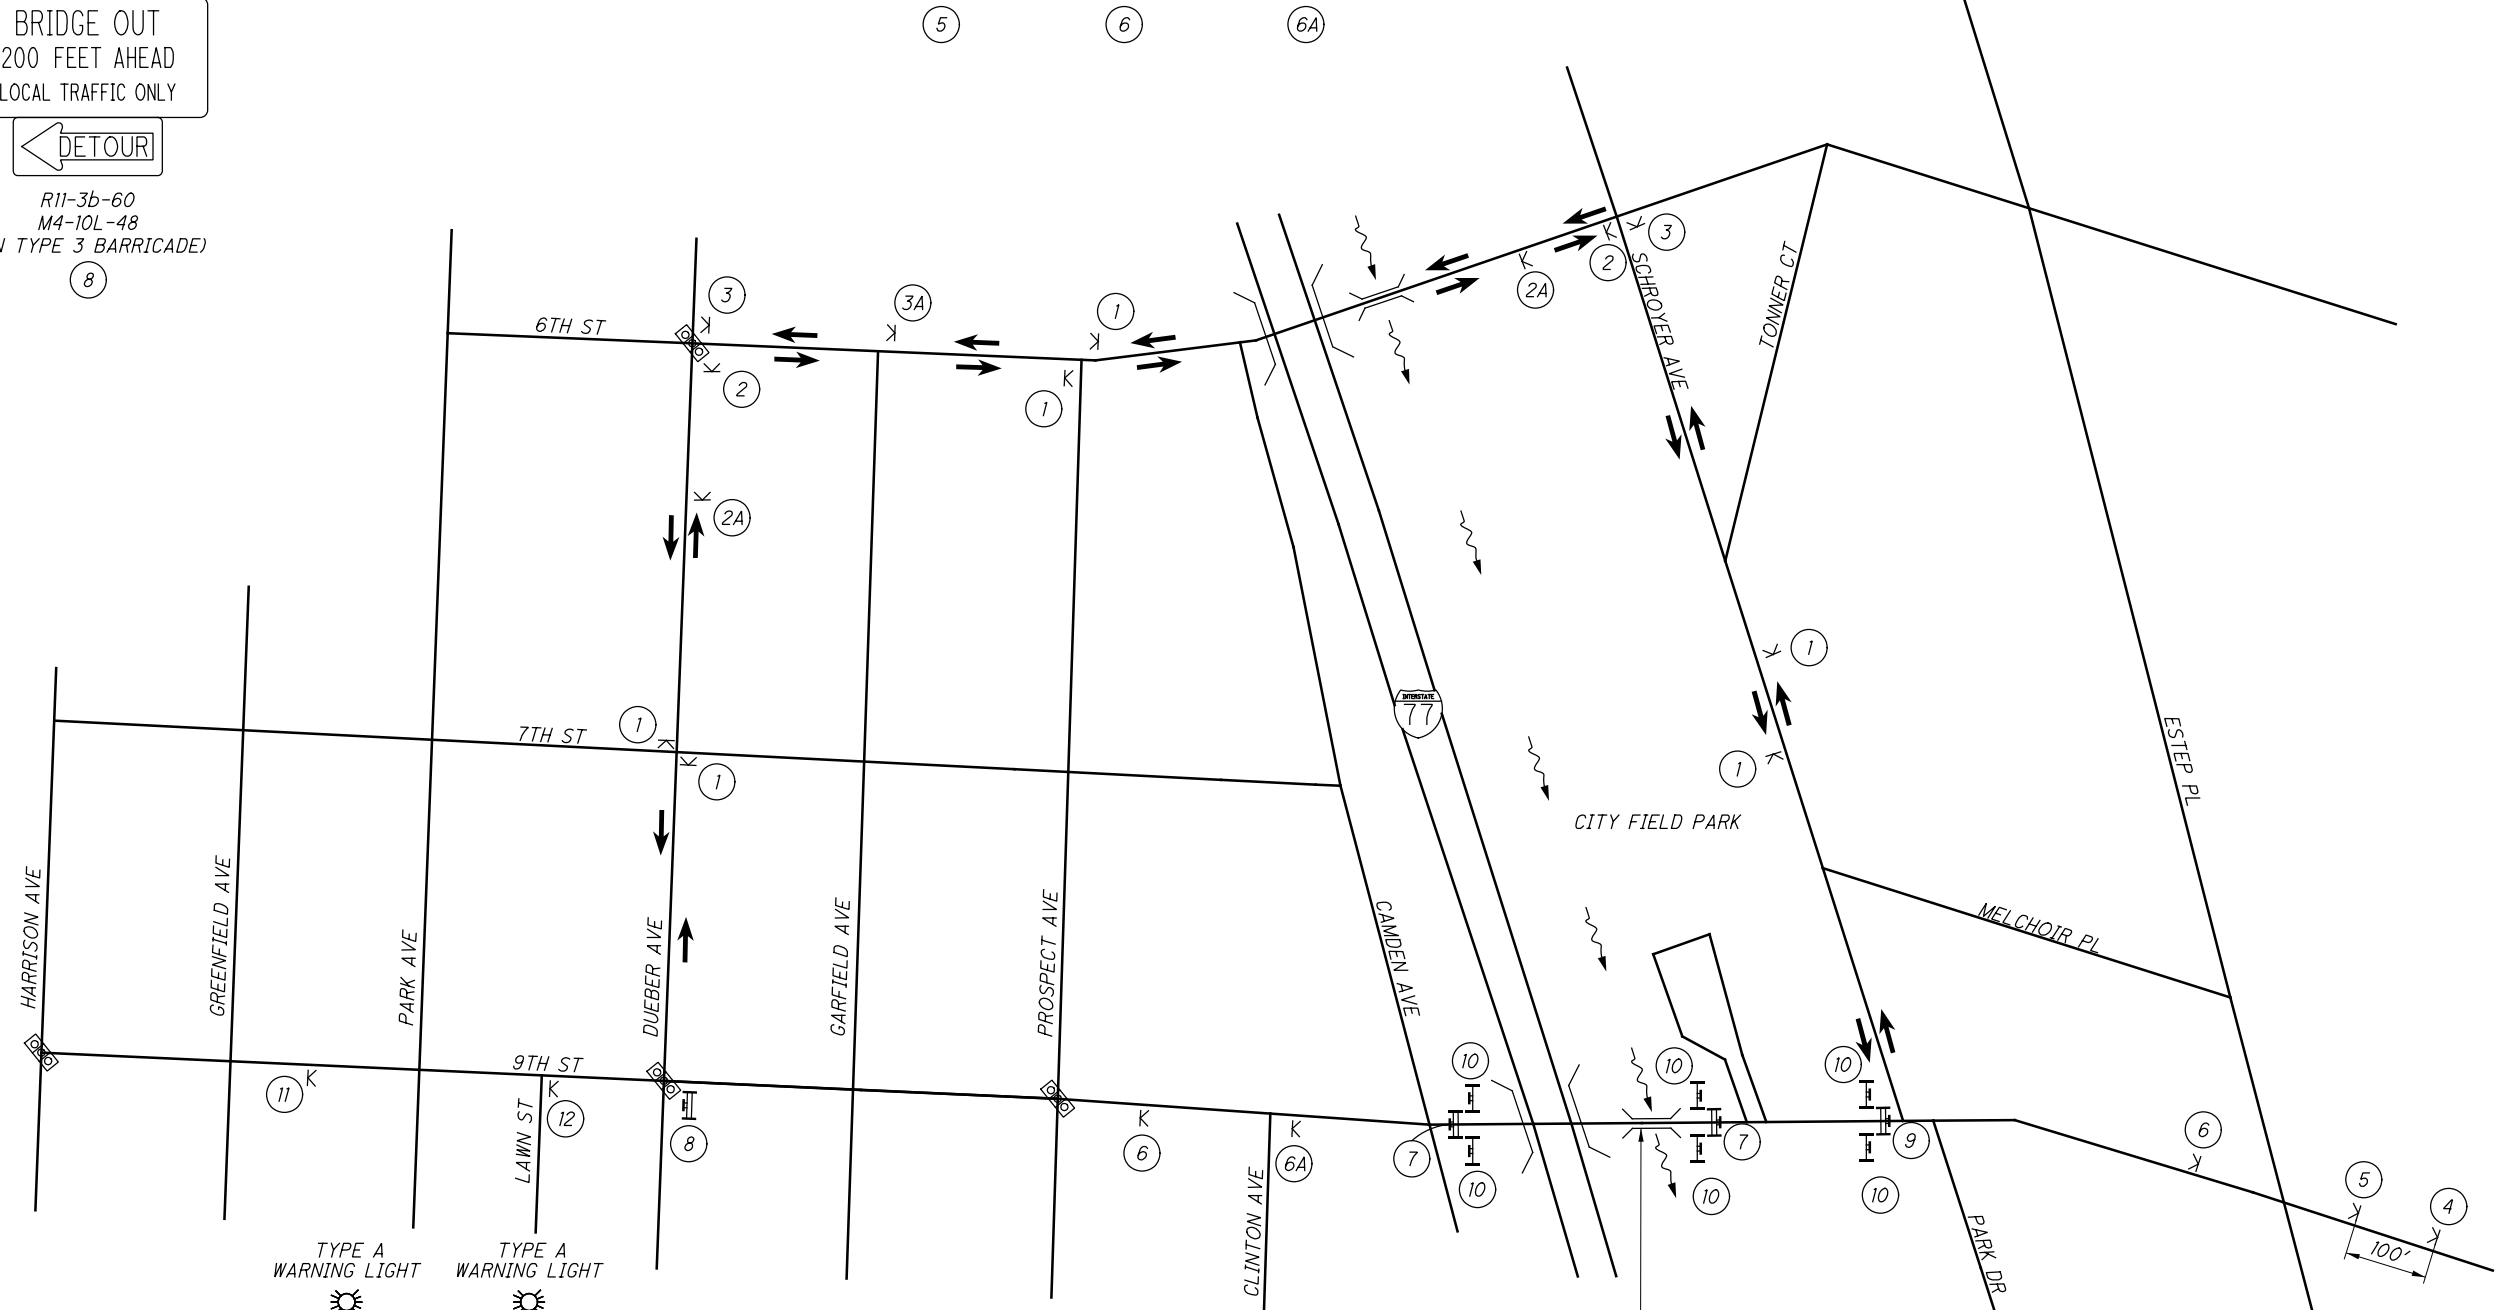 BRIDGE OUT
200 FEET AHEAD
LOCAL TRAFFIC ONLY
DETOUR
R11-3b-60
M4-10L-48
TYPE 3 BARRICADE)
8
5
6
6A
3
2
2A
3
3A
1
1
2
6TH ST
2A
SCHROYER AVE
TONNER CT
1
7TH ST
1
INTERSTATE
77
1
1
CITY FIELD PARK
ESTEP PL
HARRISON AVE
GREENFIELD AVE
PARK AVE
DUEBER AVE
GARFIELD AVE
PROSPECT AVE
CAMDEN AVE
MELCHOIR PL
9TH ST
11
12
LAWN ST
8
6
6A
CLINTON AVE
7
10
10
10
10
7
10
10
9
6
5
4
100'
PARK DR
TYPE A
WARNING LIGHT
TYPE A
WARNING LIGHT